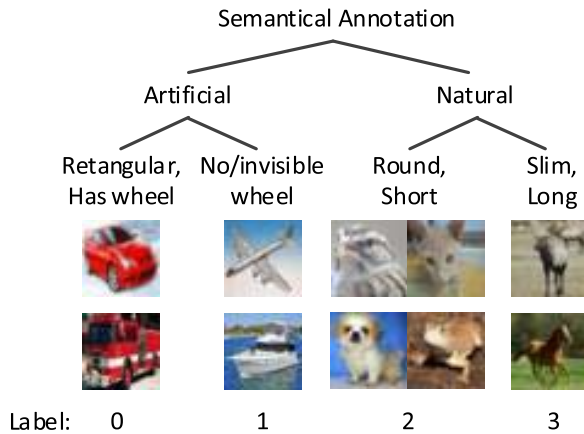 Semantical Annotation
Artificial
Natural
Retangular,
Has wheel
No/invisible
wheel
Round,
Short
Slim,
Long
Label: 0 1 2 3